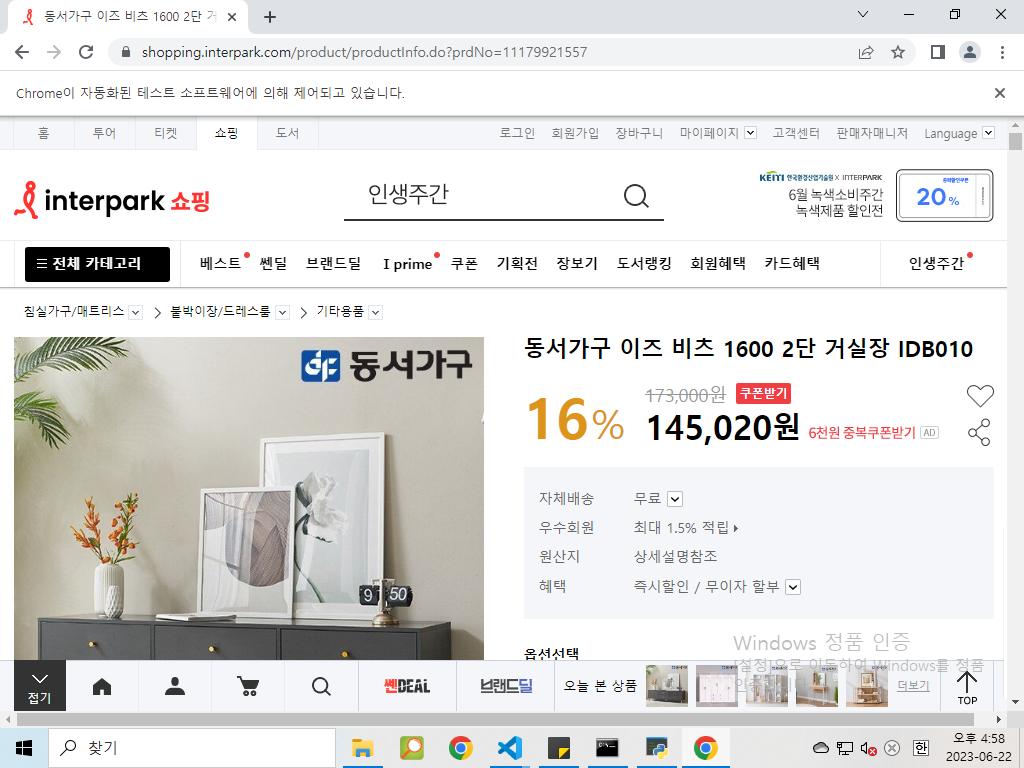 동서가구 이즈 비츠 1600 2단 거
shopping.interpark.com/product/productInfo.do?prdNo=11179921557
Chrome이 자동화된 테스트 소프트웨어에 의해 제어되고 있습니다.
홈 투어 티켓 쇼핑 도서 로그인 회원가입 장바구니 마이페이지 고객센터 판매자매니저 Language
interpark 쇼핑
인생주간
KEITI 한국환경산업기술원 X INTERPARK
6월 녹색소비주간
녹색제품 할인전
20%
전체 카테고리 베스트 쎈딜 브랜드딜 I prime 쿠폰 기획전 장보기 도서랭킹 회원혜택 카드혜택 인생주간
침실가구/매트리스 붙박이장/드레스룸 기타용품
동서가구
9 50
동서가구 이즈 비츠 1600 2단 거실장 IDB010
16%
173,000원 쿠폰받기
145,020원 6천원 중복쿠폰받기 AD
자체배송 무료
우수회원 최대 1.5% 적립
원산지 상세설명참조
혜택 즉시할인 / 무이자 할부
옵션선택
Windows 정품 인증
[설정]으로 이동하여 Windows를 정품
접기
쎈DEAL
브랜드딜
오늘 본 상품
더보기
TOP
찾기
한
오후 4:58
2023-06-22